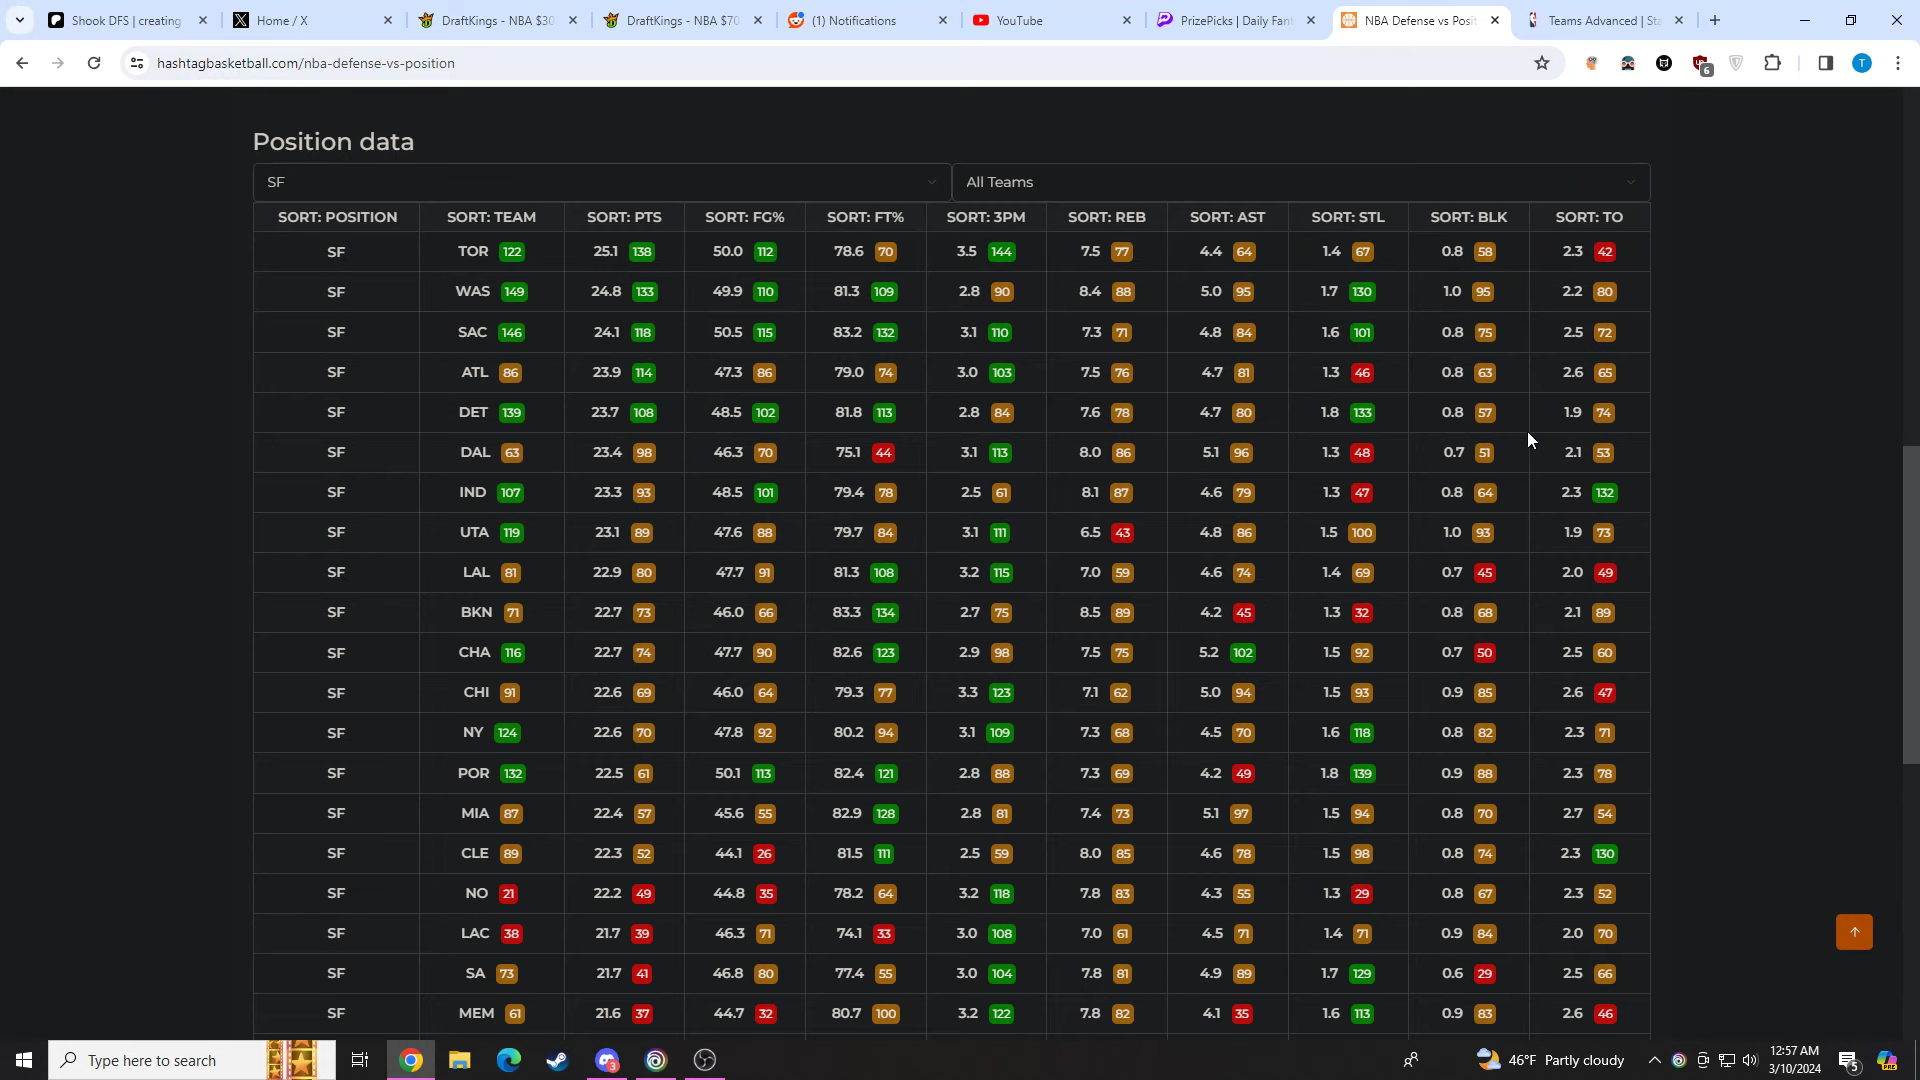 Shook DFS | creating
Home / X
DraftKings - NBA $30
DraftKings - NBA $70
(1) Notifications
YouTube
PrizePicks | Daily Fant
NBA Defense vs Posit
Teams Advanced | Sta
hashtagbasketball.com/nba-defense-vs-position
6
T
Position data
SF All Teams
SORT: POSITION SORT: TEAM SORT: PTS SORT: FG% SORT: FT% SORT: 3PM SORT: REB SORT: AST SORT: STL SORT: BLK SORT: TO
SF TOR 122 25.1 138 50.0 112 78.6 70 3.5 144 7.5 77 4.4 64 1.4 67 0.8 58 2.3 42
SF WAS 149 24.8 133 49.9 110 81.3 109 2.8 90 8.4 88 5.0 95 1.7 130 1.0 95 2.2 80
SF SAC 146 24.1 118 50.5 115 83.2 132 3.1 110 7.3 71 4.8 84 1.6 101 0.8 75 2.5 72
SF ATL 86 23.9 114 47.3 86 79.0 74 3.0 103 7.5 76 4.7 81 1.3 46 0.8 63 2.6 65
SF DET 139 23.7 108 48.5 102 81.8 113 2.8 84 7.6 78 4.7 80 1.8 133 0.8 57 1.9 74
SF DAL 63 23.4 98 46.3 70 75.1 44 3.1 113 8.0 86 5.1 96 1.3 48 0.7 51 2.1 53
SF IND 107 23.3 93 48.5 101 79.4 78 2.5 61 8.1 87 4.6 79 1.3 47 0.8 64 2.3 132
SF UTA 119 23.1 89 47.6 88 79.7 84 3.1 111 6.5 43 4.8 86 1.5 100 1.0 93 1.9 73
SF LAL 81 22.9 80 47.7 91 81.3 108 3.2 115 7.0 59 4.6 74 1.4 69 0.7 45 2.0 49
SF BKN 71 22.7 73 46.0 66 83.3 134 2.7 75 8.5 89 4.2 45 1.3 32 0.8 68 2.1 89
SF CHA 116 22.7 74 47.7 90 82.6 123 2.9 98 7.5 75 5.2 102 1.5 92 0.7 50 2.5 60
SF CHI 91 22.6 69 46.0 64 79.3 77 3.3 123 7.1 62 5.0 94 1.5 93 0.9 85 2.6 47
SF NY 124 22.6 70 47.8 92 80.2 94 3.1 109 7.3 68 4.5 70 1.6 118 0.8 82 2.3 71
SF POR 132 22.5 61 50.1 113 82.4 121 2.8 88 7.3 69 4.2 49 1.8 139 0.9 88 2.3 78
SF MIA 87 22.4 57 45.6 55 82.9 128 2.8 81 7.4 73 5.1 97 1.5 94 0.8 70 2.7 54
SF CLE 89 22.3 52 44.1 26 81.5 111 2.5 59 8.0 85 4.6 78 1.5 98 0.8 74 2.3 130
SF NO 21 22.2 49 44.8 35 78.2 64 3.2 118 7.8 83 4.3 55 1.3 29 0.8 67 2.3 52
SF LAC 38 21.7 39 46.3 71 74.1 33 3.0 108 7.0 61 4.5 71 1.4 71 0.9 84 2.0 70
SF SA 73 21.7 41 46.8 80 77.4 55 3.0 104 7.8 81 4.9 89 1.7 129 0.6 29 2.5 66
SF MEM 61 21.6 37 44.7 32 80.7 100 3.2 122 7.8 82 4.1 35 1.6 113 0.9 83 2.6 46
Type here to search
3
46°F Partly cloudy
12:57 AM
3/10/2024
5
PRE